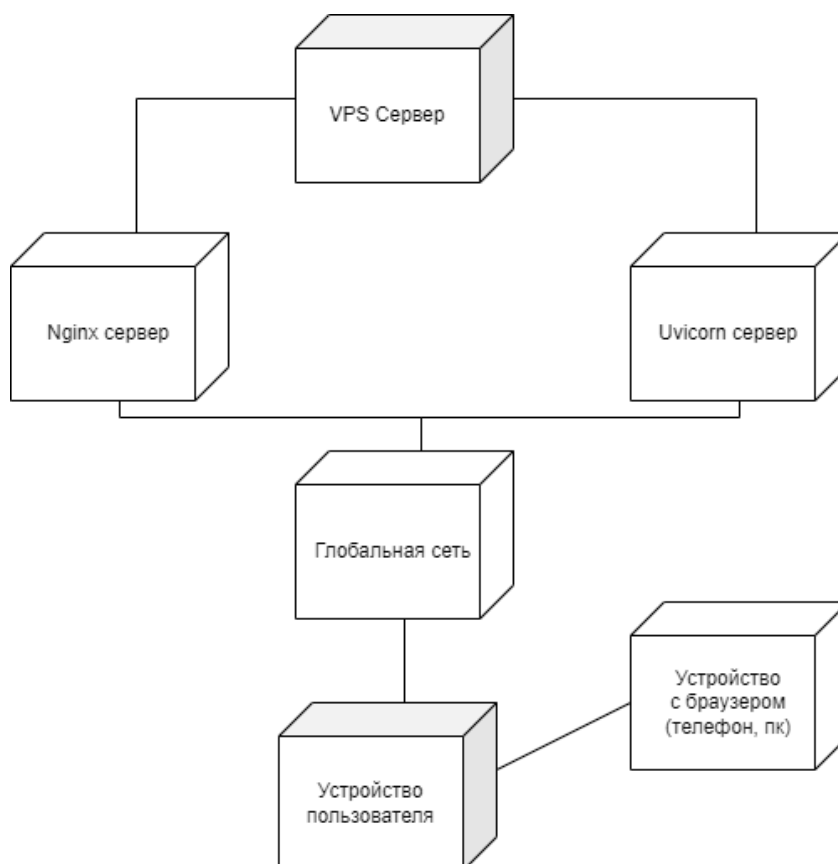 VPS Сервер
Nginx сервер
Uvicorn сервер
Глобальная сеть
Устройство
с браузером
(телефон, пк)
Устройство
пользователя